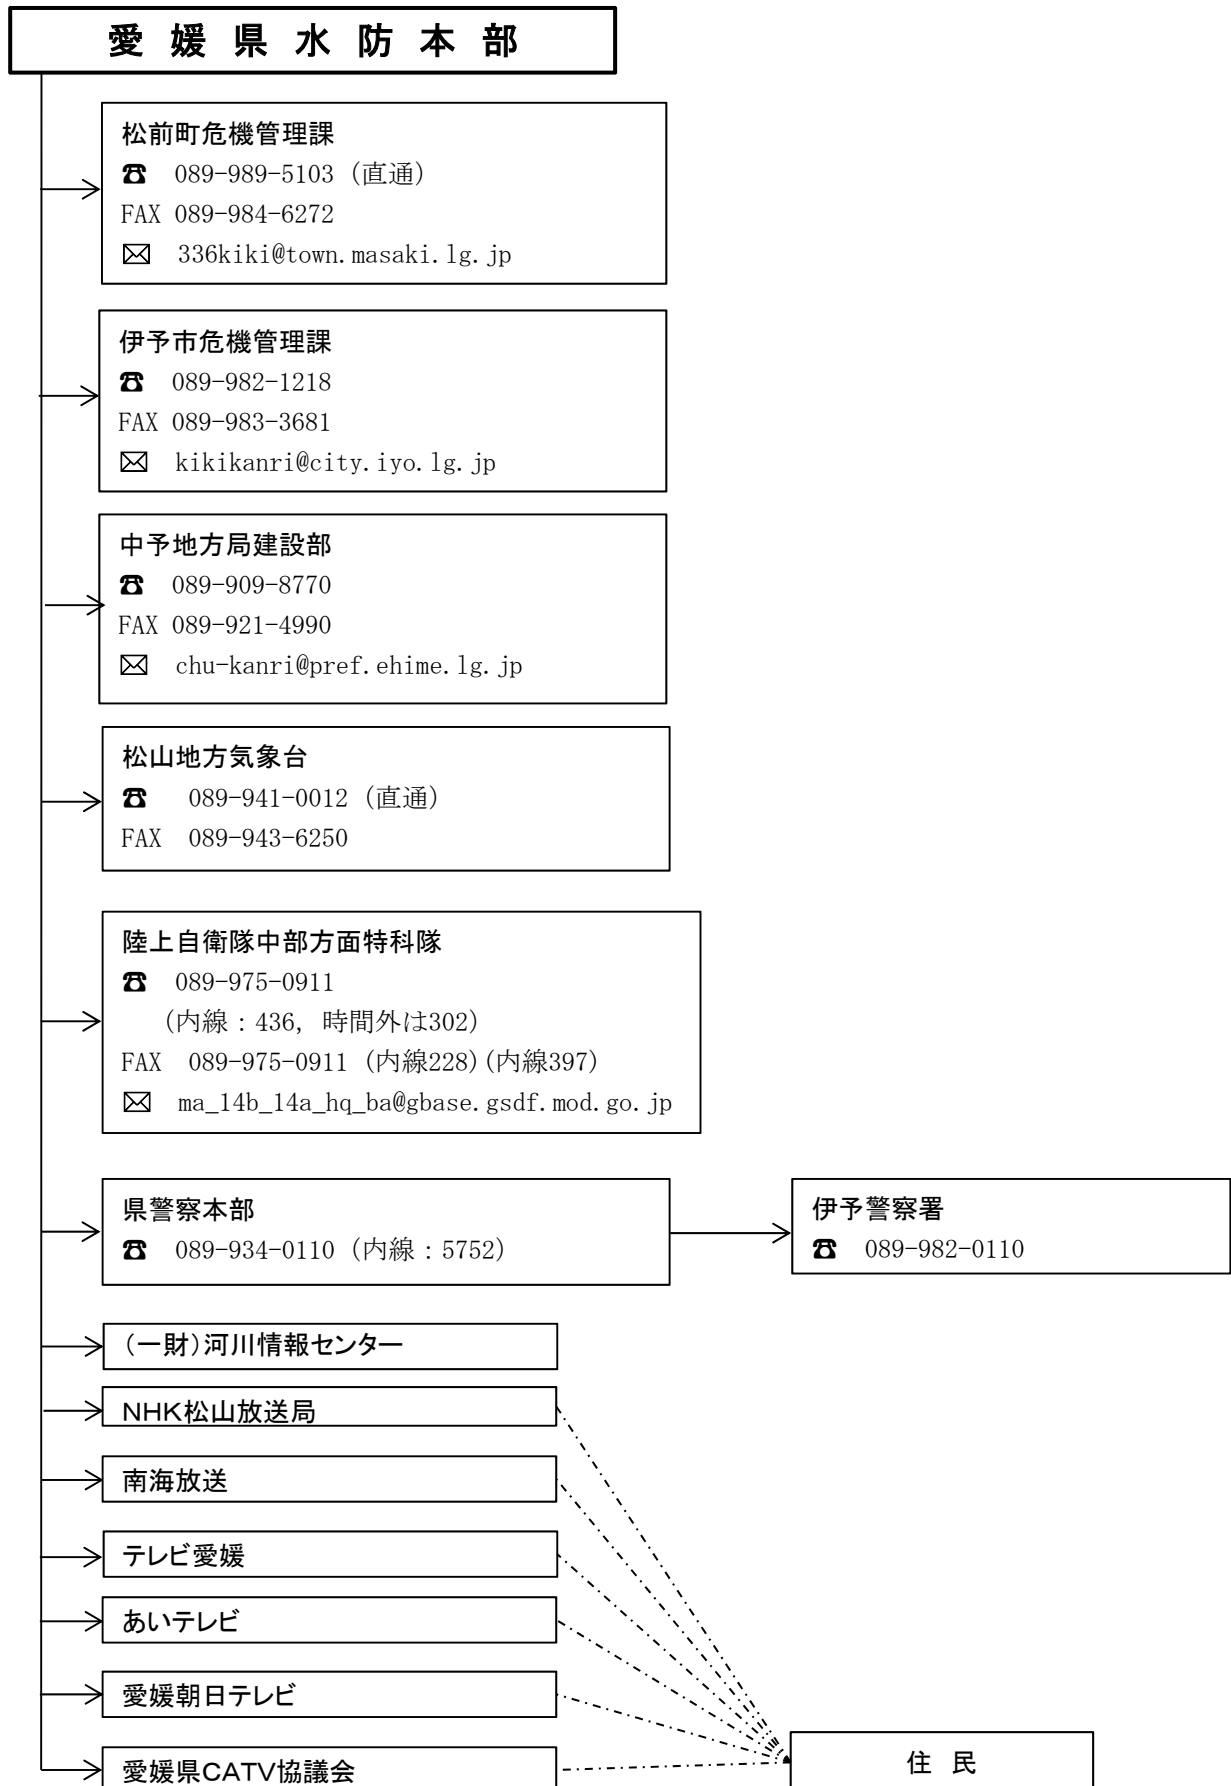 愛媛県水防本部
松前町危機管理課
☎ 089-989-5103（直通）
FAX 089-984-6272
✉ 336kiki@town.masaki.lg.jp
伊予市危機管理課
☎ 089-982-1218
FAX 089-983-3681
✉ kikikanri@city.iyo.lg.jp
中予地方局建設部
☎ 089-909-8770
FAX 089-921-4990
✉ chu-kanri@pref.ehime.lg.jp
松山地方気象台
☎ 089-941-0012（直通）
FAX 089-943-6250
陸上自衛隊中部方面特科隊
☎ 089-975-0911
（内線：436, 時間外は302）
FAX 089-975-0911（内線228）（内線397）
✉ ma_14b_14a_hq_ba@gbase.gsdf.mod.go.jp
県警察本部
☎ 089-934-0110（内線：5752）
伊予警察署
☎ 089-982-0110
（一財）河川情報センター
NHK松山放送局
南海放送
テレビ愛媛
あいテレビ
愛媛朝日テレビ
愛媛県CATV協議会
住民